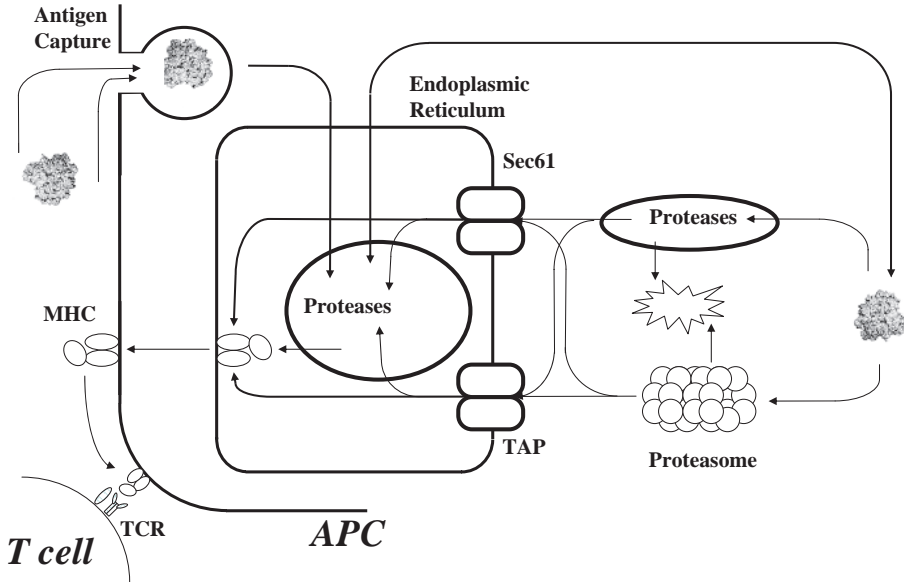 Antigen
Capture
Endoplasmic
Reticulum
Sec61
Proteases
Proteases
MHC
TAP
Proteasome
TCR
APC
T cell